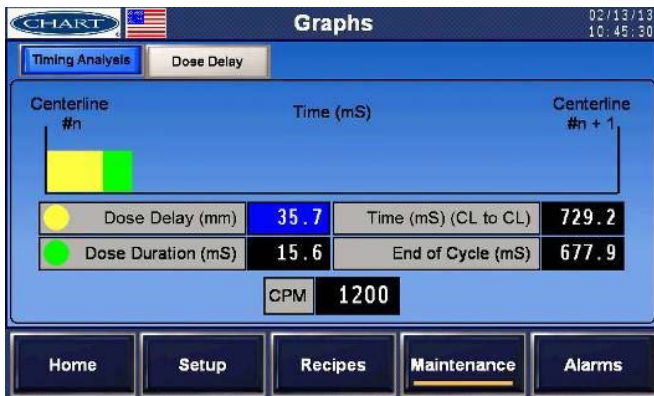 CHART
Graphs
02/13/13
10:45:30
Timing Analysis
Dose Delay
Centerline
#n
Time (mS)
Centerline
#n + 1
Dose Delay (mm)
35.7
Time (mS) (CL to CL)
729.2
Dose Duration (mS)
15.6
End of Cycle (mS)
677.9
CPM
1200
Home
Setup
Recipes
Maintenance
Alarms